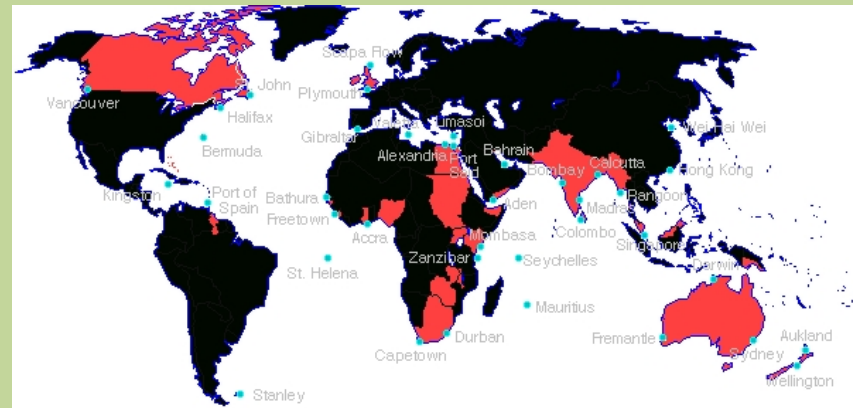 Scapa Flow
St. John
Plymouth
Vancouver
Halifax
Valetta
Limasol
Gibraltar
Wei Hai Wei
Bermuda
Alexandria
Port
Said
Bahrain
Calcutta
Bombay
Hong Kong
Kingston
Port of
Spain
Bathura
Aden
Madras
Rangoon
Freetown
Accra
Mombasa
Colombo
Singapore
St. Helena
Zanzibar
Seychelles
Darwin
Mauritius
Capetown
Durban
Fremantle
Sydney
Aukland
Wellington
Stanley